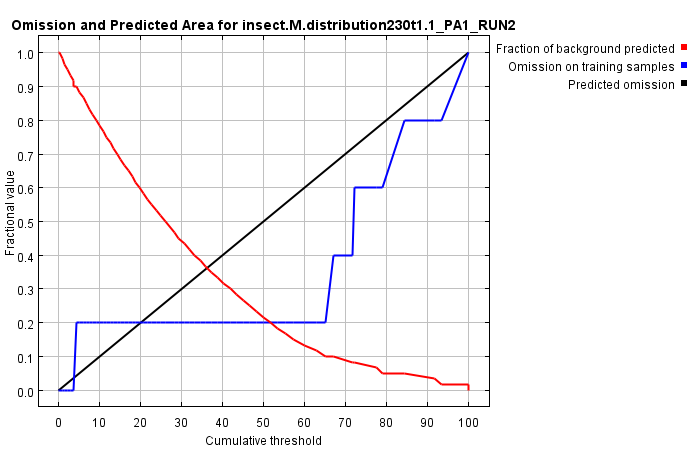 Omission and Predicted Area for insect.M.distribution230t1.1_PA1_RUN2
Fraction of background predicted
Omission on training samples
Predicted omission
Fractional value
1.0
0.9
0.8
0.7
0.6
0.5
0.4
0.3
0.2
0.1
0.0
0 10 20 30 40 50 60 70 80 90 100
Cumulative threshold